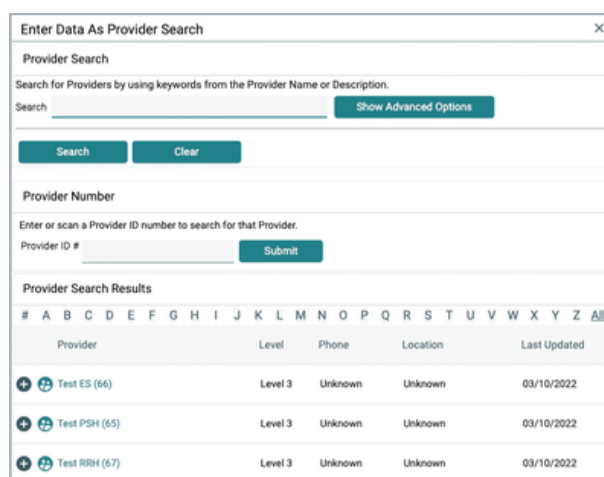 Enter Data As Provider Search
Provider Search
Search for Providers by using keywords from the Provider Name or Description.
Search Show Advanced Options
Search Clear
Provider Number
Enter or scan a Provider ID number to search for that Provider.
Provider ID # Submit
Provider Search Results
# A B C D E F G H I J K L M N O P Q R S T U V W X Y Z All
Provider Level Phone Location Last Updated
Test ES (66) Level 3 Unknown Unknown 03/10/2022
Test PSH (65) Level 3 Unknown Unknown 03/10/2022
Test RRH (67) Level 3 Unknown Unknown 03/10/2022